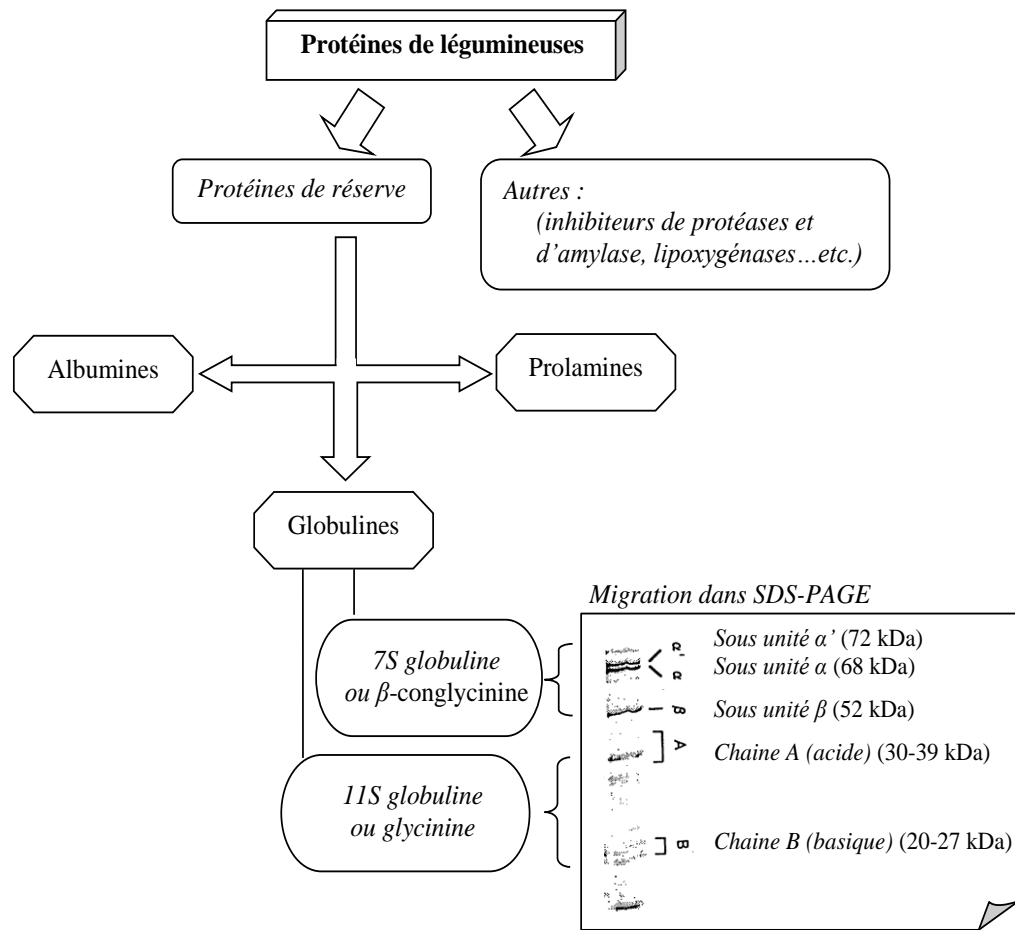 Protéines de légumineuses
Protéines de réserve
Autres :
(inhibiteurs de protéases et
d'amylase, lipoxygénases…etc.)
Albumines
Prolamines
Globulines
Migration dans SDS-PAGE
7S globuline
ou β-conglycinine
Sous unité α' (72 kDa)
Sous unité α (68 kDa)
Sous unité β (52 kDa)
A
Chaine A (acide) (30-39 kDa)
11S globuline
ou glycinine
B
Chaine B (basique) (20-27 kDa)